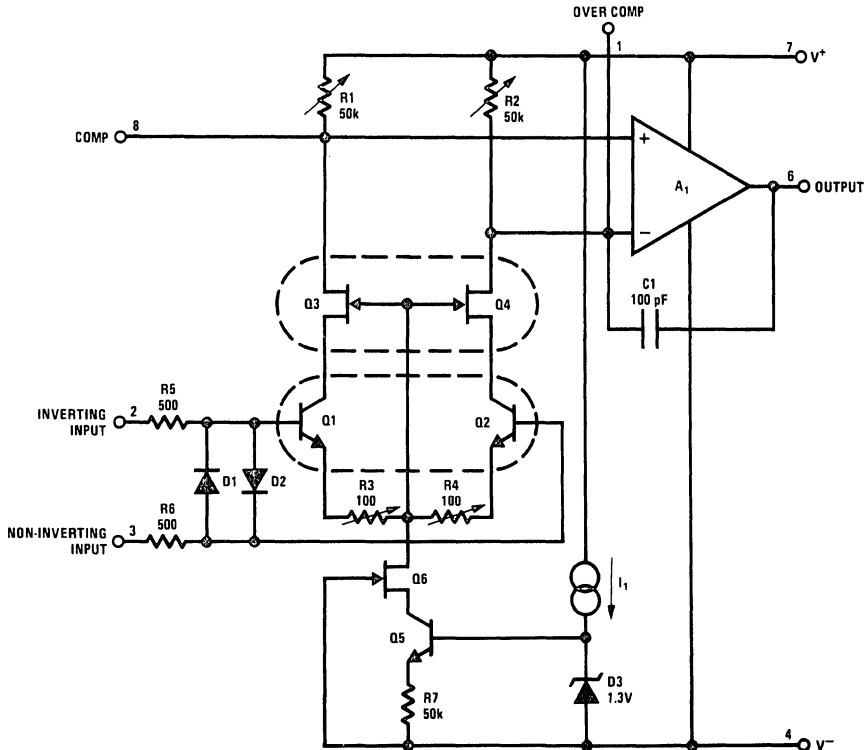 OVER COMP
1
7
V+
R1
50k
R2
50k
COMP
8
+
A1
6
OUTPUT
−
C1
100 pF
Q3
Q4
INVERTING
INPUT
2
R5
500
Q1
Q2
D1
D2
R3
100
R4
100
NON-INVERTING
INPUT
3
R6
500
Q6
I1
Q5
D3
1.3V
R7
50k
4
V−